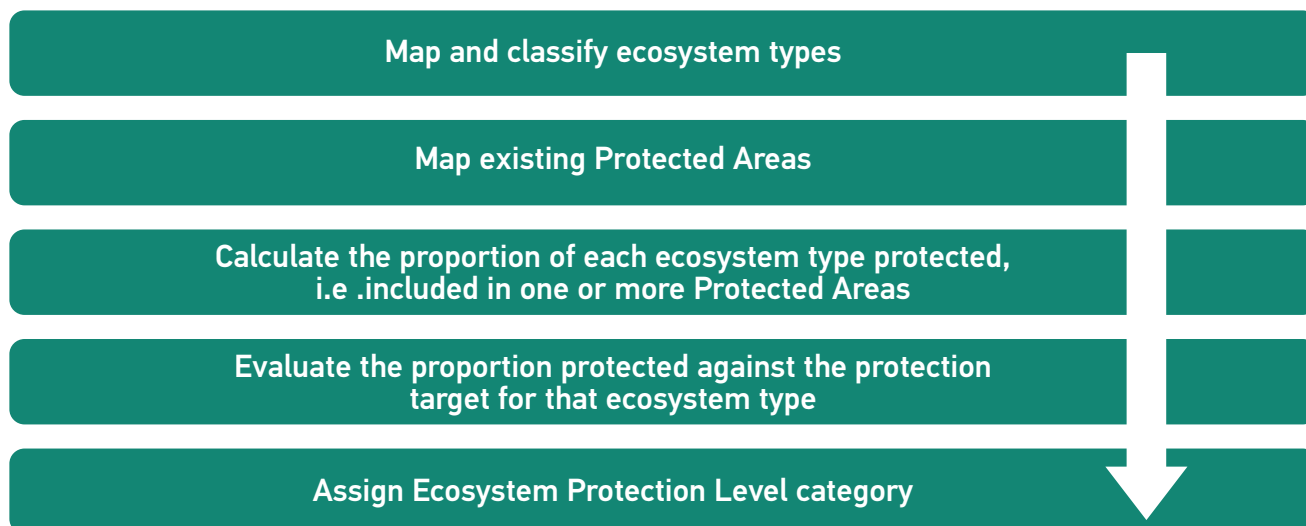 Map and classify ecosystem types
Map existing Protected Areas
Calculate the proportion of each ecosystem type protected,
i.e .included in one or more Protected Areas
Evaluate the proportion protected against the protection
target for that ecosystem type
Assign Ecosystem Protection Level category